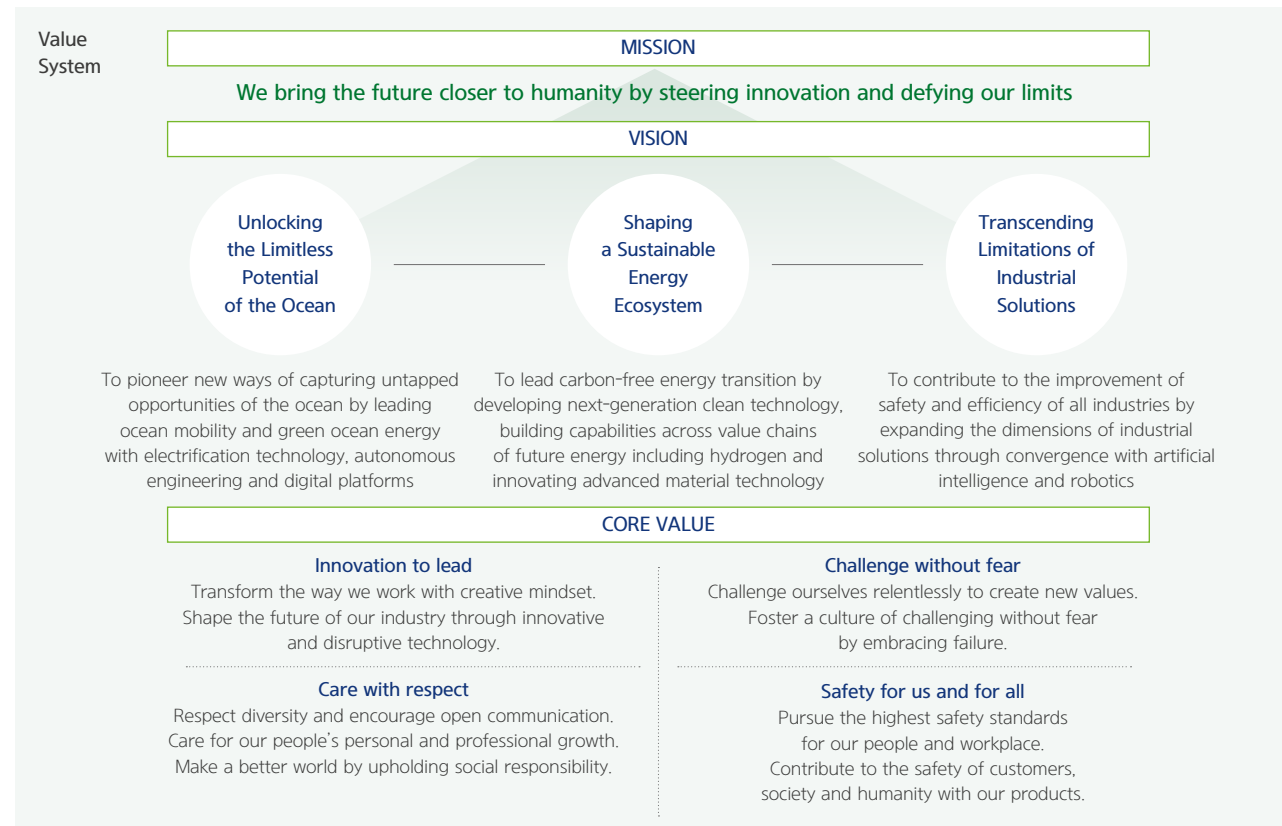 Value
System
MISSION
We bring the future closer to humanity by steering innovation and defying our limits
VISION
Unlocking
the Limitless
Potential
of the Ocean
To pioneer new ways of capturing untapped
opportunities of the ocean by leading
ocean mobility and green ocean energy
with electrification technology, autonomous
engineering and digital platforms
Shaping
a Sustainable
Energy
Ecosystem
To lead carbon-free energy transition by
developing next-generation clean technology,
building capabilities across value chains
of future energy including hydrogen and
innovating advanced material technology
Transcending
Limitations of
Industrial
Solutions
To contribute to the improvement of
safety and efficiency of all industries by
expanding the dimensions of industrial
solutions through convergence with artificial
intelligence and robotics
CORE VALUE
Innovation to lead
Transform the way we work with creative mindset.
Shape the future of our industry through innovative
and disruptive technology.
Challenge without fear
Challenge ourselves relentlessly to create new values.
Foster a culture of challenging without fear
by embracing failure.
Care with respect
Respect diversity and encourage open communication.
Care for our people's personal and professional growth.
Make a better world by upholding social responsibility.
Safety for us and for all
Pursue the highest safety standards
for our people and workplace.
Contribute to the safety of customers,
society and humanity with our products.